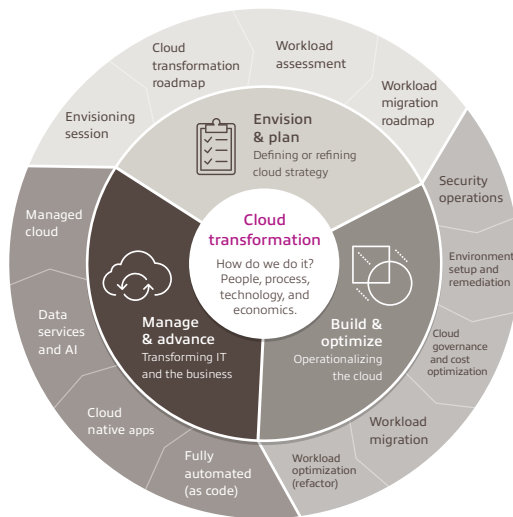 Cloud
transformation
roadmap
Workload
assessment
Envisioning
session
Workload
migration
roadmap
Envision
& plan
Defining or refining
cloud strategy
Security
operations
Managed
cloud
Cloud
transformation
How do we do it?
People, process,
technology, and
economics.
Environment
setup and
remediation
Data
services
and AI
Manage
& advance
Transforming IT
and the business
Build &
optimize
Operationalizing
the cloud
Cloud
governance
and cost
optimization
Cloud
native apps
Workload
migration
Fully
automated
(as code)
Workload
optimization
(refactor)